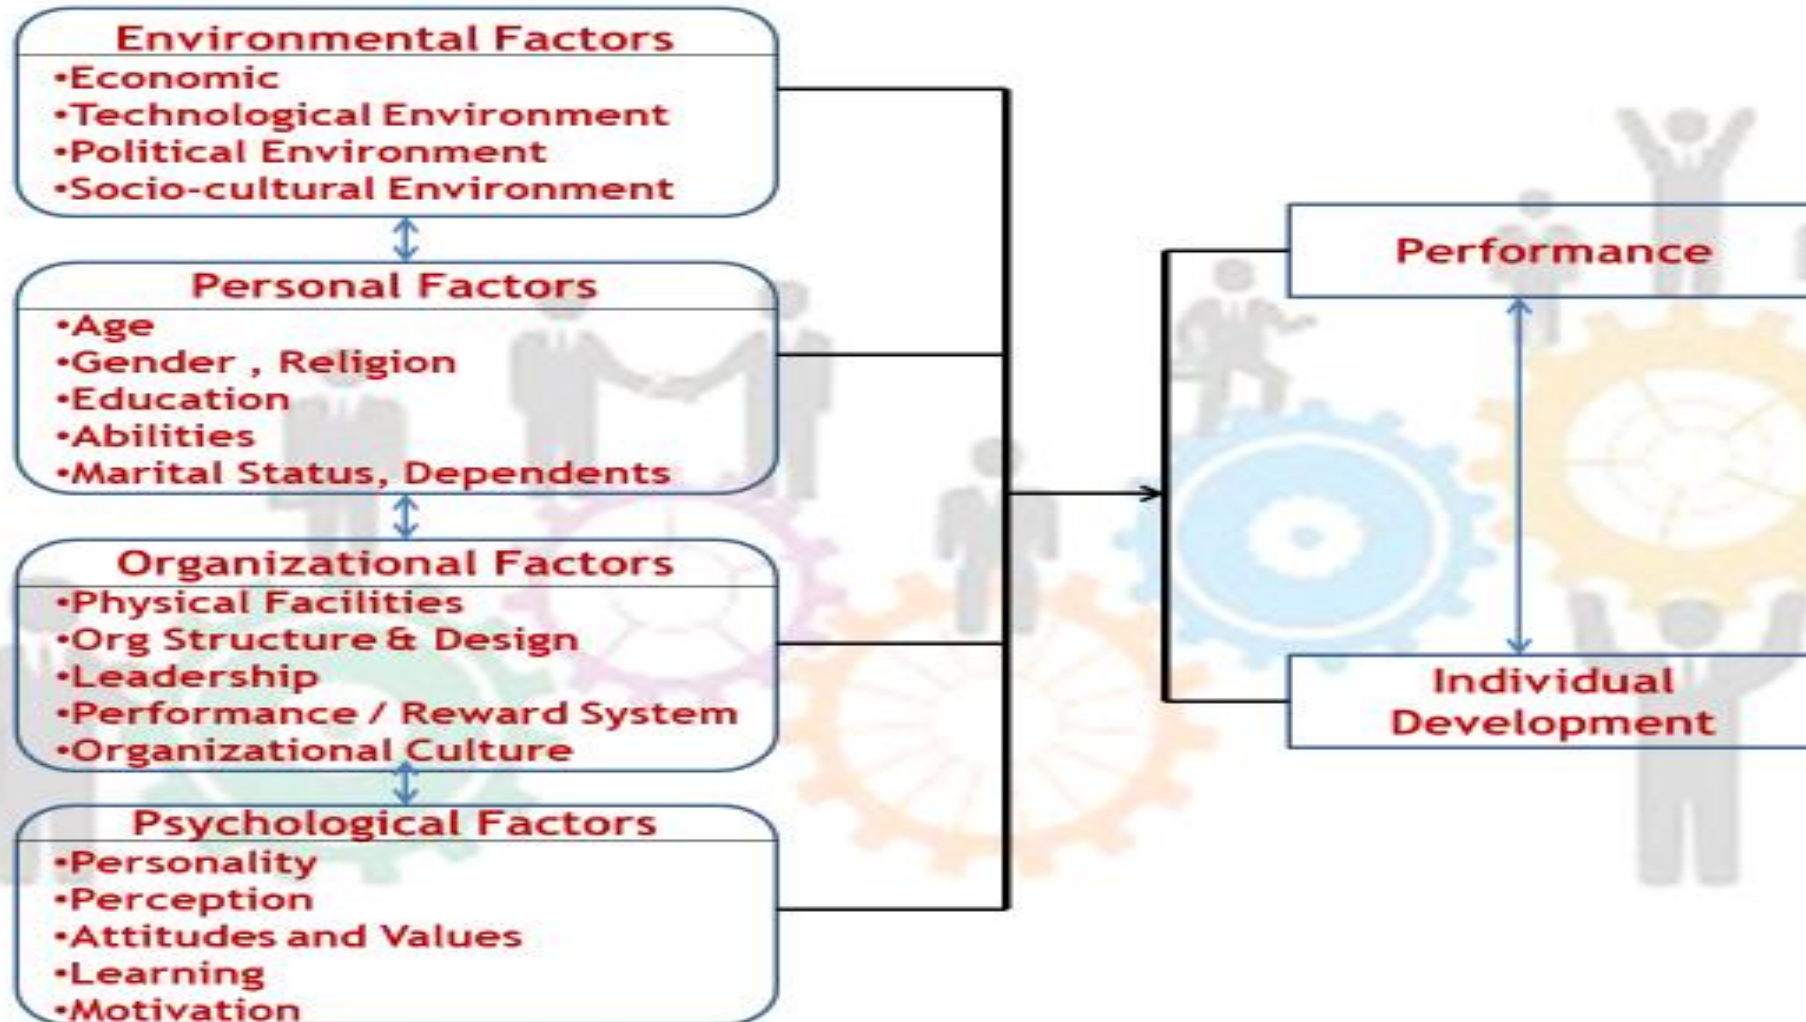 Environmental Factors
•Economic
•Technological Environment
•Political Environment
•Socio-cultural Environment
Personal Factors
•Age
•Gender , Religion
•Education
•Abilities
•Marital Status, Dependents
Organizational Factors
•Physical Facilities
•Org Structure & Design
•Leadership
•Performance / Reward System
•Organizational Culture
Psychological Factors
•Personality
•Perception
•Attitudes and Values
•Learning
•Motivation
Performance
Individual
Development